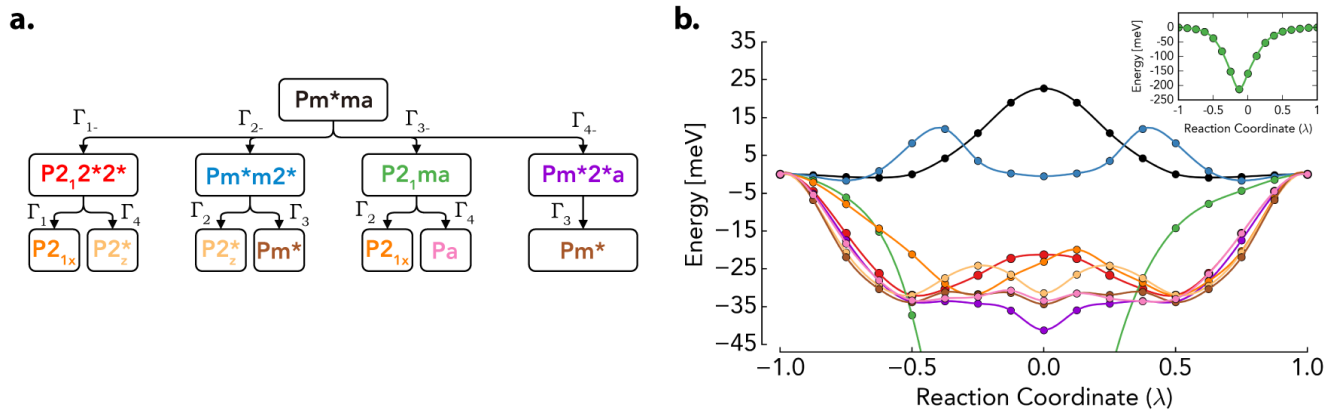 a.
Pm*ma
Γ1- Γ2- Γ3- Γ4-
P2₁2*2* Pm*m2* P2₁ma Pm*2*a
Γ1 Γ4 Γ2 Γ3 Γ2 Γ4 Γ3
P2₁ₓ P2*z P2*z Pm* P2₁ₓ Pa Pm*
b.
Energy [meV]
35
25
15
5
−5
−15
−25
−35
−45
−1.0 −0.5 0.0 0.5 1.0
Reaction Coordinate (λ)
Energy [meV]
0
-50
-100
-150
-200
-250
-1 -0.5 0 0.5 1
Reaction Coordinate (λ)